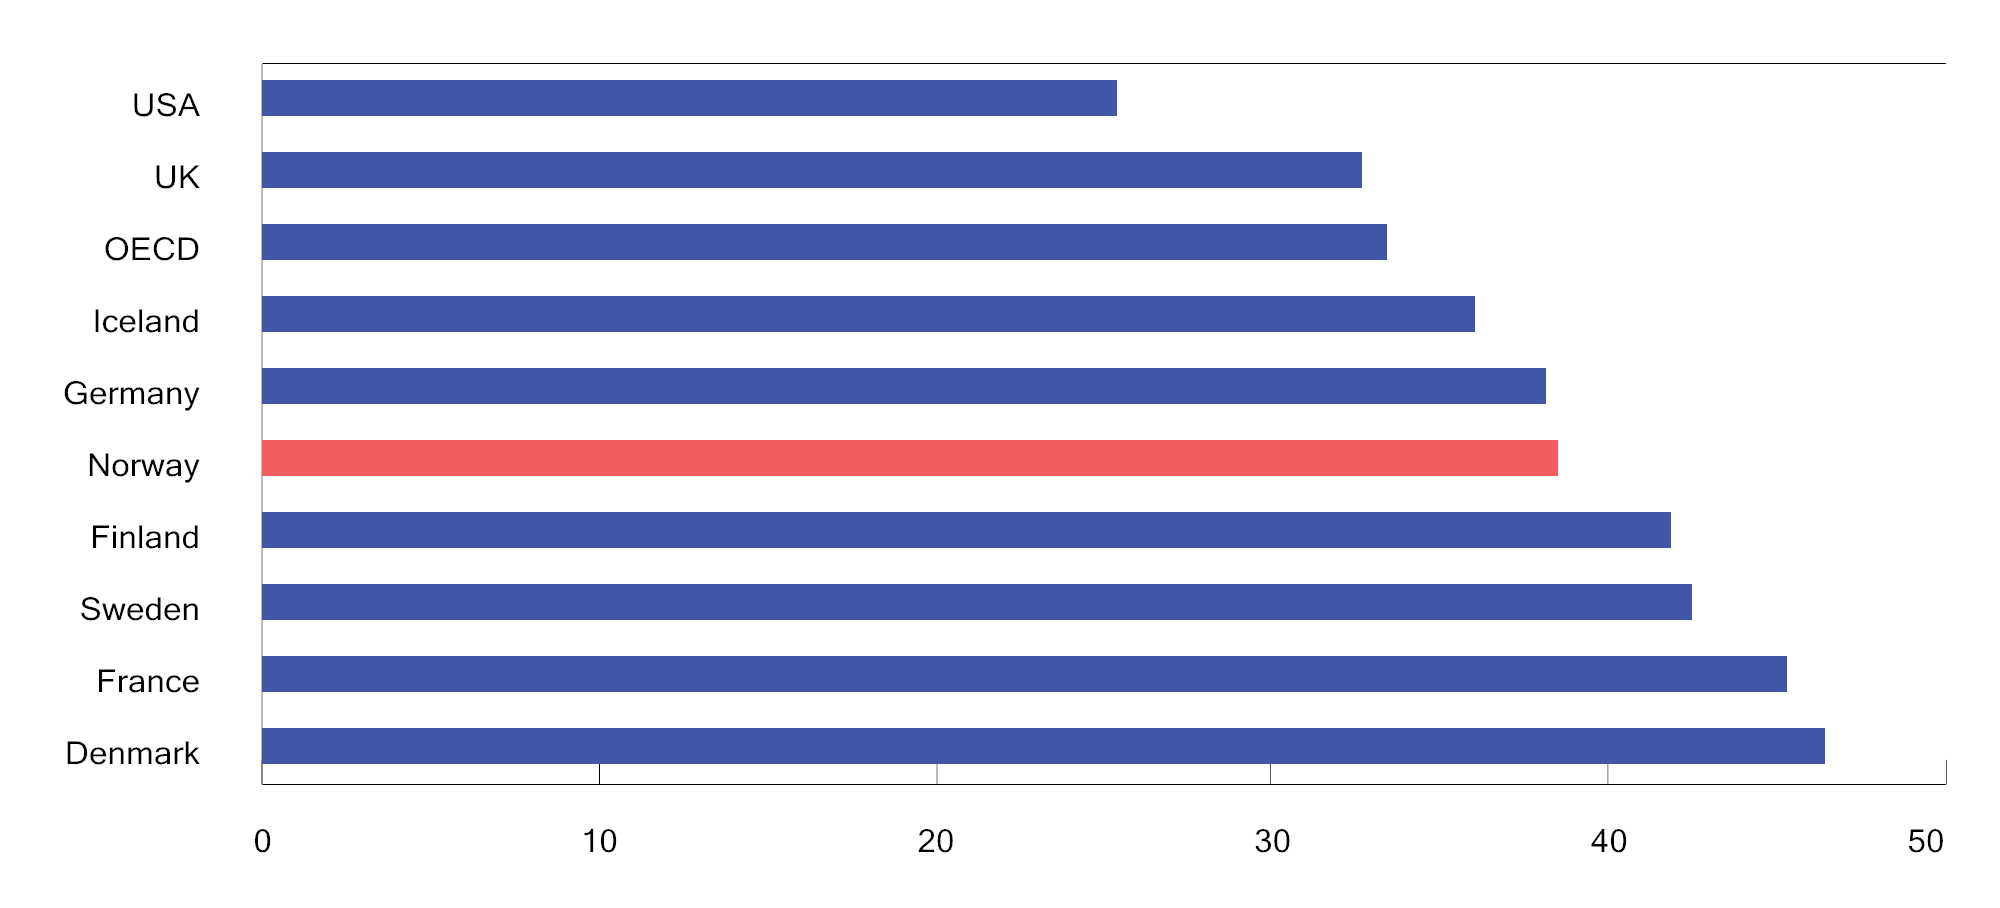 USA
UK
OECD
Iceland
Germany
Norway
Finland
Sweden
France
Denmark
0 10 20 30 40 50